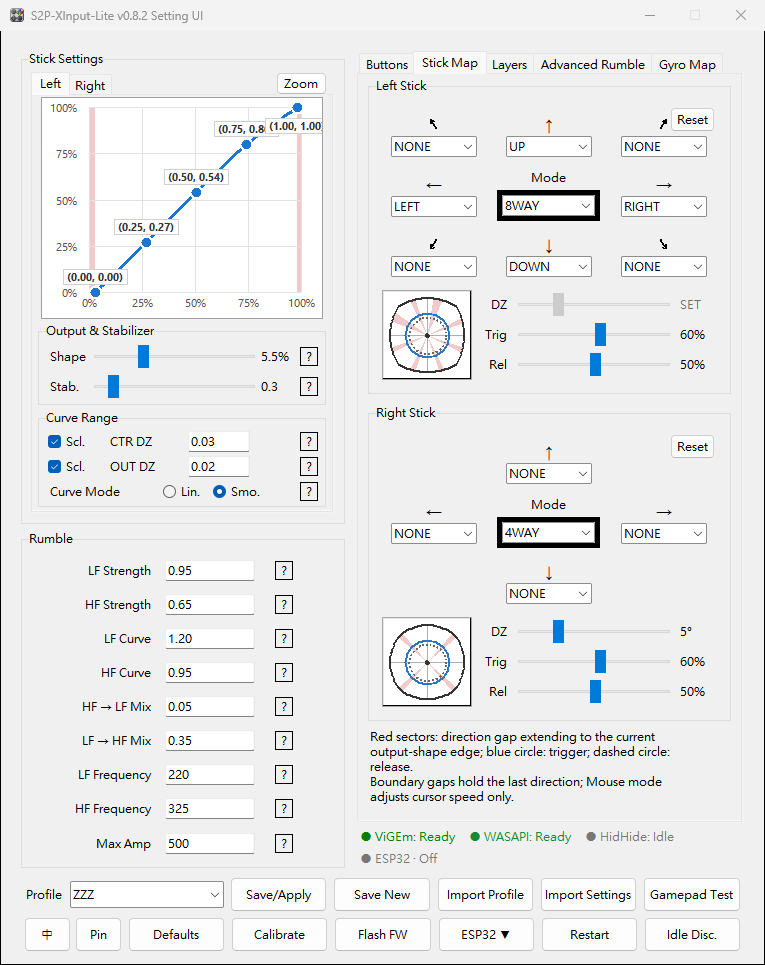 S2P-XInput-Lite v0.8.2 Setting UI
Stick Settings
Left Right Zoom
100%
75%
50%
25%
0%
0% 25% 50% 75% 100%
(0.00, 0.00)
(0.25, 0.27)
(0.50, 0.54)
(0.75, 0.8
(1.00, 1.00)
Output & Stabilizer
Shape 5.5% ?
Stab. 0.3 ?
Curve Range
Scl. CTR DZ 0.03 ?
Scl. OUT DZ 0.02 ?
Curve Mode Lin. Smo. ?
Rumble
LF Strength 0.95 ?
HF Strength 0.65 ?
LF Curve 1.20 ?
HF Curve 0.95 ?
HF → LF Mix 0.05 ?
LF → HF Mix 0.35 ?
LF Frequency 220 ?
HF Frequency 325 ?
Max Amp 500 ?
Buttons Stick Map Layers Advanced Rumble Gyro Map
Left Stick
↖ ↑ ↗ Reset
NONE UP NONE
← Mode →
LEFT 8WAY RIGHT
↙ ↓ ↘
NONE DOWN NONE
DZ SET
Trig 60%
Rel 50%
Right Stick
↑ Reset
NONE
← Mode →
NONE 4WAY NONE
↓
NONE
DZ 5°
Trig 60%
Rel 50%
Red sectors: direction gap extending to the current
output-shape edge; blue circle: trigger; dashed circle:
release.
Boundary gaps hold the last direction; Mouse mode
adjusts cursor speed only.
ViGEm: Ready WASAPI: Ready HidHide: Idle
ESP32 · Off
Profile ZZZ Save/Apply Save New Import Profile Import Settings Gamepad Test
中 Pin Defaults Calibrate Flash FW ESP32 ▼ Restart Idle Disc.